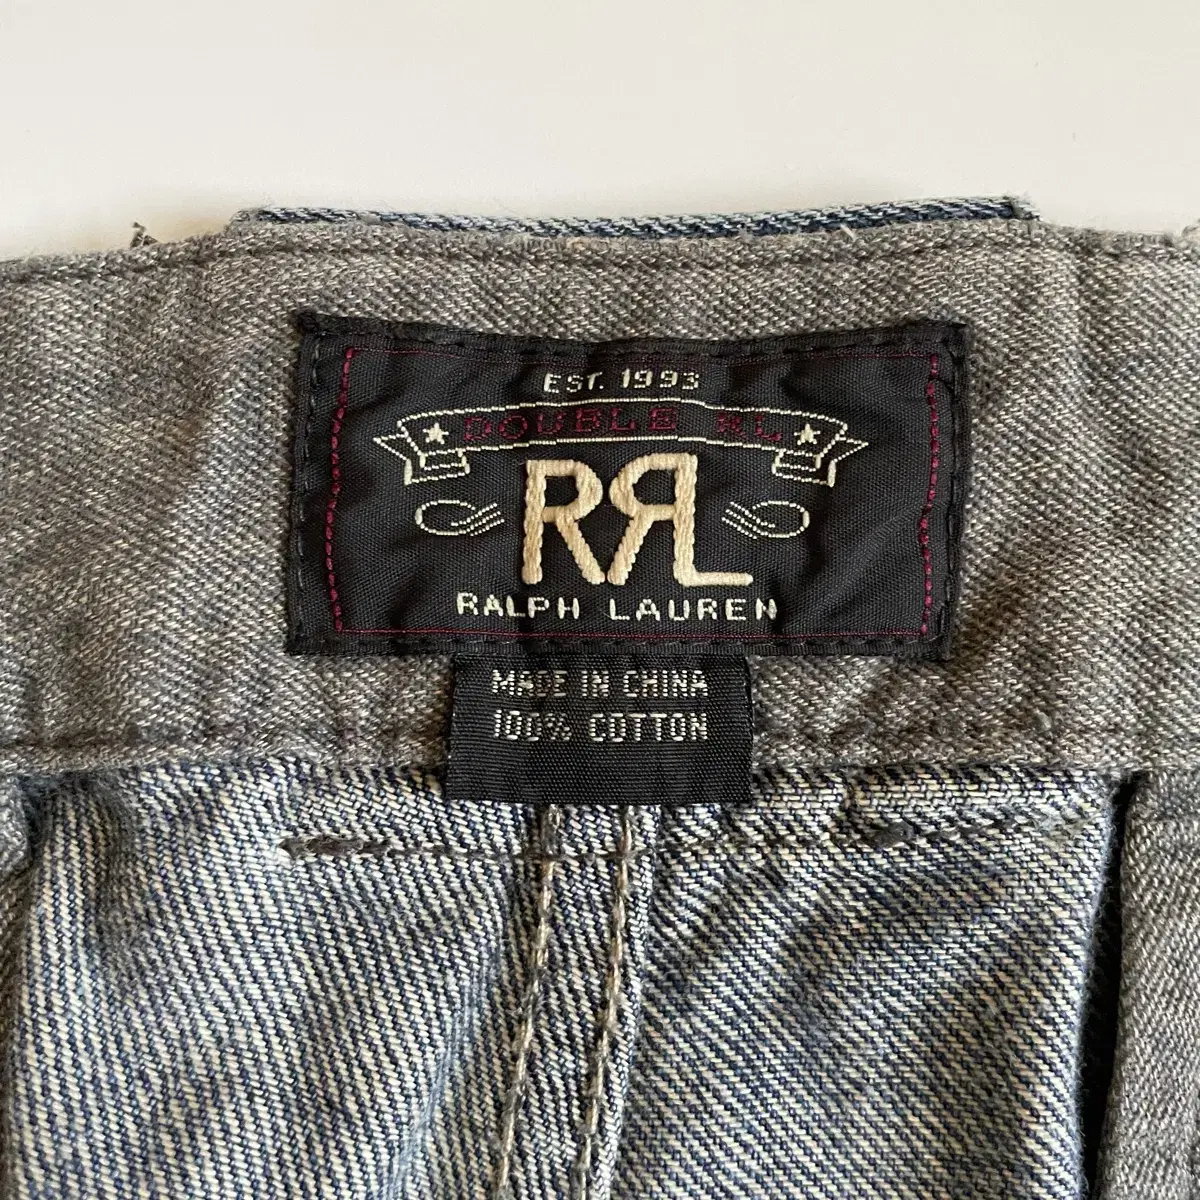 EST. 1993
DOUBLE RL
RRL
RALPH LAUREN
MADE IN CHINA
100% COTTON